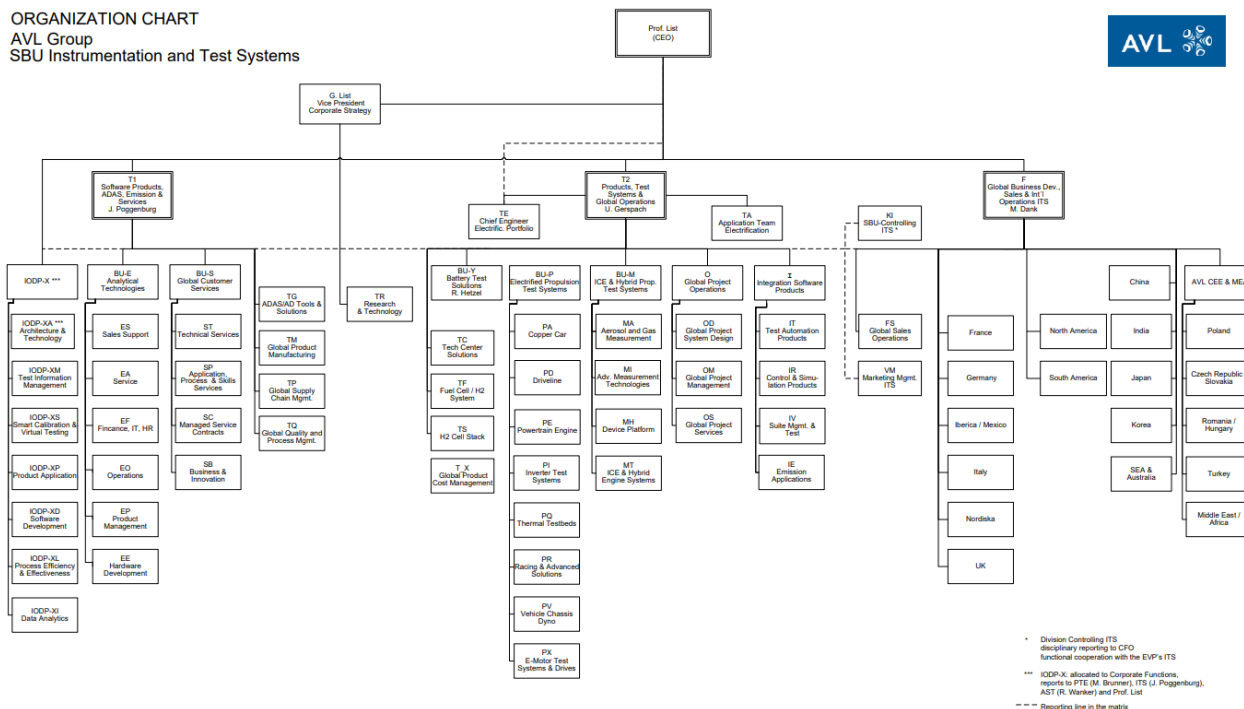 ORGANIZATION CHART
AVL Group
SBU Instrumentation and Test Systems
Prof. List
(CEO)
AVL
G. List
Vice President
Corporate Strategy
T1
Software Products,
ADAS, Emission &
Services
J. Poggenburg
T2
Products, Test
Systems &
Global Operations
U. Gerspach
F
Global Business Dev.,
Sales & Int´l
Operations ITS
M. Dank
TE
Chief Engineer
Electrific. Portfolio
TA
Application Team
Electrification
KI
SBU-Controlling
ITS *
IODP-X ***
IODP-XA ***
Architecture &
Technology
IODP-XM
Test Information
Management
IODP-XS
Smart Calibration &
Virtual Testing
IODP-XP
Product Application
IODP-XD
Software
Development
IODP-XL
Process Efficiency
& Effectiveness
IODP-XI
Data Analytics
BU-E
Analytical
Technologies
ES
Sales Support
EA
Service
EF
Fincance, IT, HR
EO
Operations
EP
Product
Management
EE
Hardware
Development
BU-S
Global Customer
Services
ST
Technical Services
SP
Application,
Process & Skills
Services
SC
Managed Service
Contracts
SB
Business &
Innovation
TG
ADAS/AD Tools &
Solutions
TM
Global Product
Manufacturing
TP
Global Supply
Chain Mgmt.
TQ
Global Quality and
Process Mgmt.
TR
Research
& Technology
BU-Y
Battery Test
Solutions
R. Hetzel
TC
Tech Center
Solutions
TF
Fuel Cell / H2
System
TS
H2 Cell Stack
T_X
Global Product
Cost Management
BU-P
Electrified Propulsion
Test Systems
PA
Copper Car
PD
Driveline
PE
Powertrain Engine
PI
Inverter Test
Systems
PQ
Thermal Testbeds
PR
Racing & Advanced
Solutions
PV
Vehicle Chassis
Dyno
PX
E-Motor Test
Systems & Drives
BU-M
ICE & Hybrid Prop.
Test Systems
MA
Aerosol and Gas
Measurement
MI
Adv. Measurement
Technologies
MH
Device Platform
MT
ICE & Hybrid
Engine Systems
O
Global Project
Operations
OD
Global Project
System Design
OM
Global Project
Management
OS
Global Project
Services
I
Integration Software
Products
IT
Test Automation
Products
IR
Control & Simu-
lation Products
IV
Suite Mgmt. &
Test
IE
Emission
Applications
FS
Global Sales
Operations
VM
Marketing Mgmt.
ITS
France
Germany
Iberica / Mexico
Italy
Nordiska
UK
North America
South America
China
India
Japan
Korea
SEA &
Australia
AVL CEE & MEA
Poland
Czech Republic
Slovakia
Romania /
Hungary
Turkey
Middle East /
Africa
* Division Controlling ITS
disciplinary reporting to CFO
functional cooperation with the EVP's ITS
*** IODP-X: allocated to Corporate Functions,
reports to PTE (M. Brunner), ITS (J. Poggenburg),
AST (R. Wanker) and Prof. List
Reporting line in the matrix